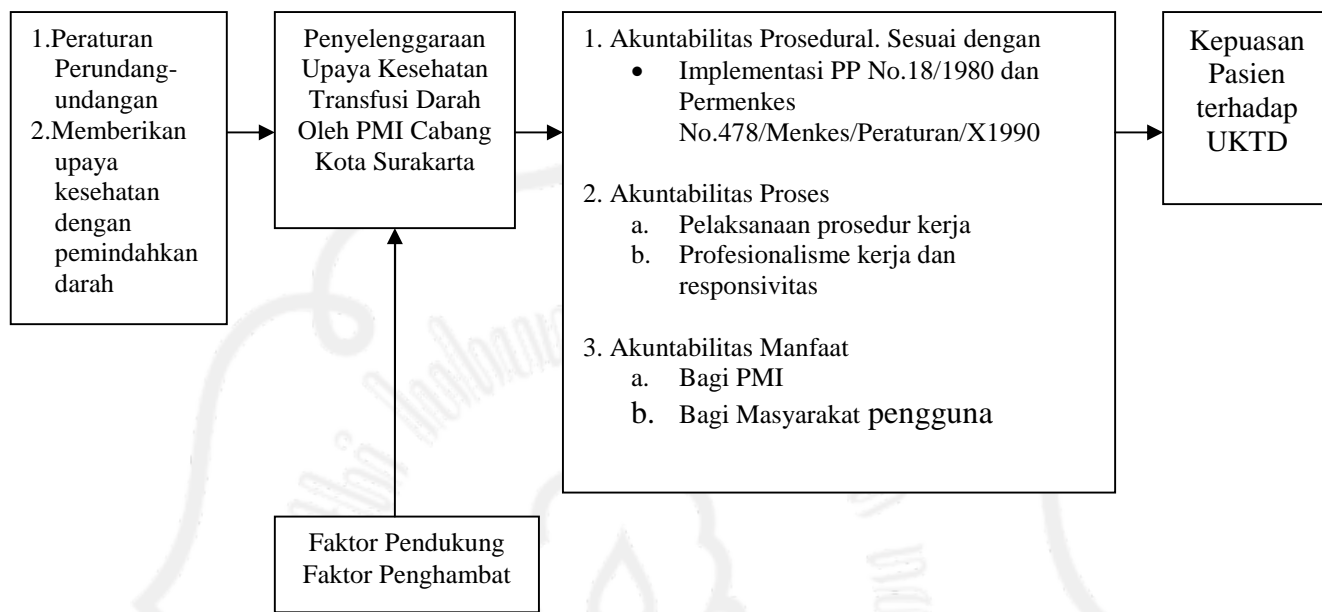 1.Peraturan
Perundang-
undangan
2.Memberikan
upaya
kesehatan
dengan
pemindahkan
darah
Penyelenggaraan
Upaya Kesehatan
Transfusi Darah
Oleh PMI Cabang
Kota Surakarta
1. Akuntabilitas Prosedural. Sesuai dengan
• Implementasi PP No.18/1980 dan
Permenkes
No.478/Menkes/Peraturan/X1990
2. Akuntabilitas Proses
a. Pelaksanaan prosedur kerja
b. Profesionalisme kerja dan
responsivitas
3. Akuntabilitas Manfaat
a. Bagi PMI
b. Bagi Masyarakat pengguna
Kepuasan
Pasien
terhadap
UKTD
Faktor Pendukung
Faktor Penghambat